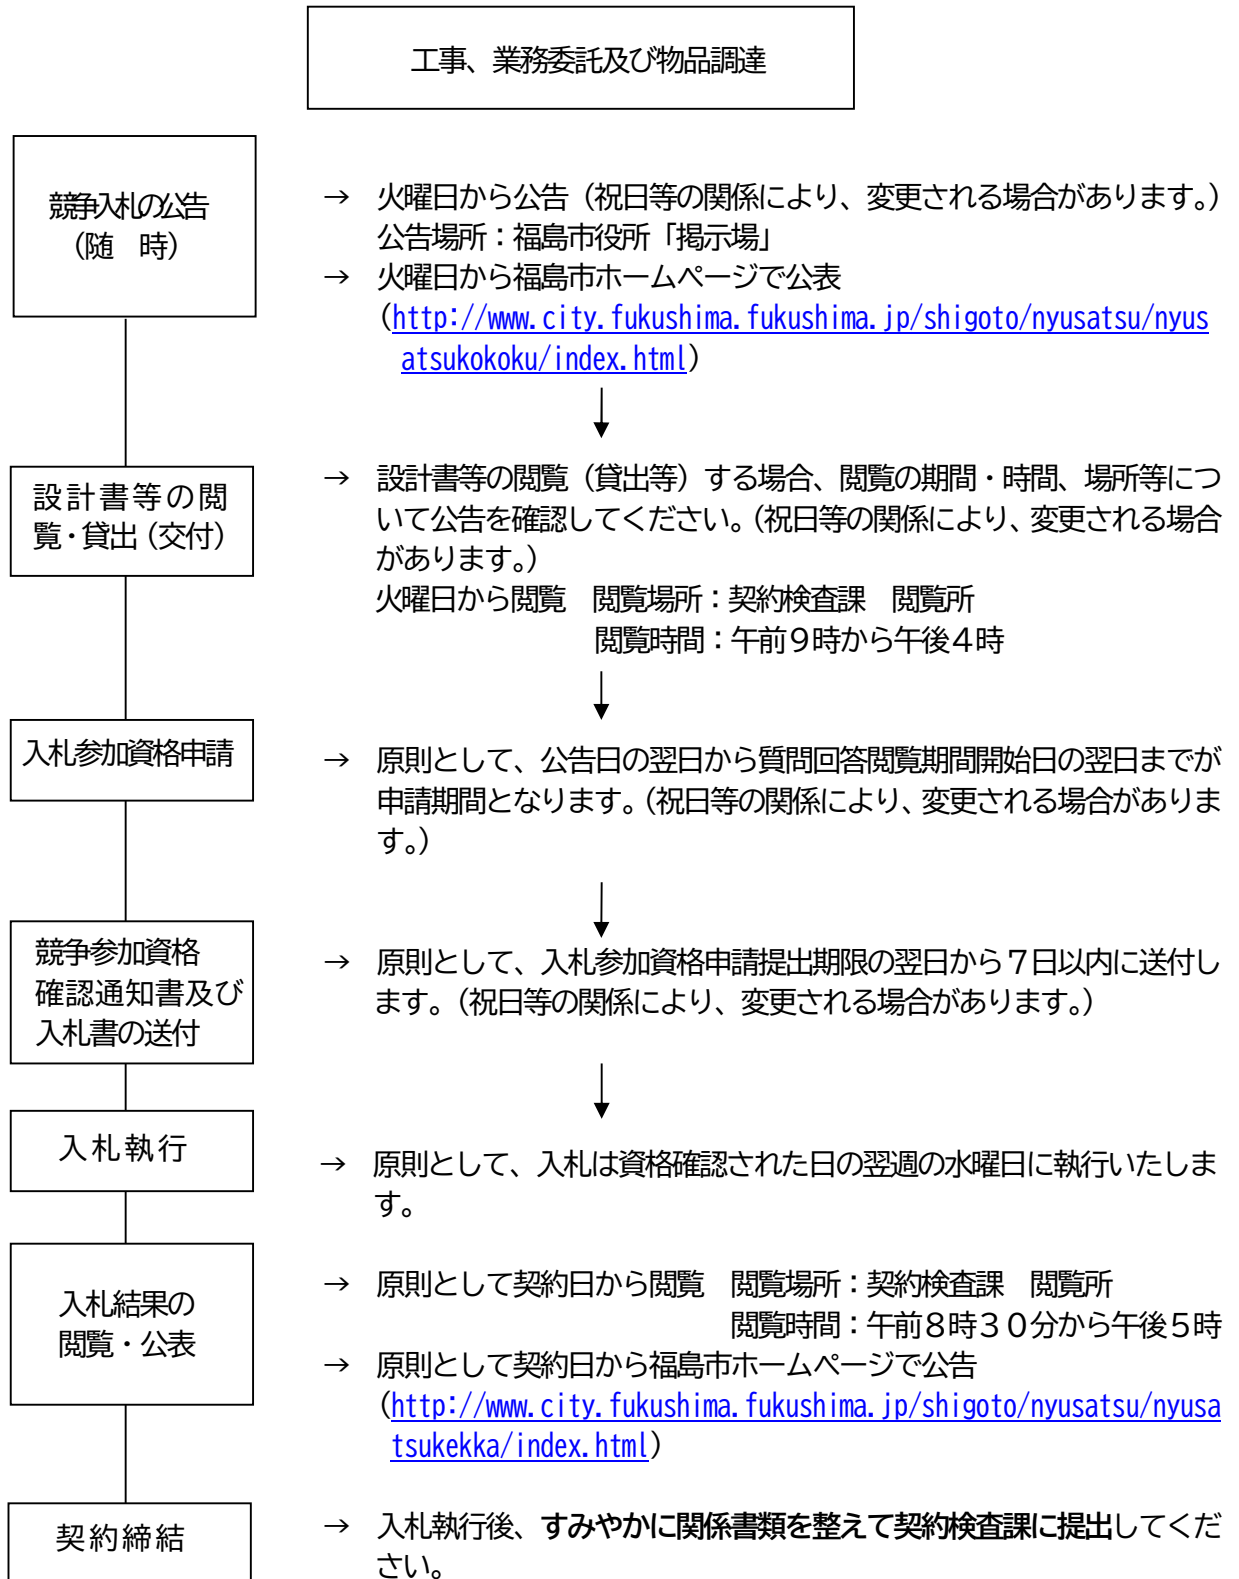 工事、業務委託及び物品調達
競争入札の公告
（随　時）
→　火曜日から公告（祝日等の関係により、変更される場合があります。）
公告場所：福島市役所「掲示場」
→　火曜日から福島市ホームページで公表
（http://www.city.fukushima.fukushima.jp/shigoto/nyusatsu/nyus
atsukokoku/index.html）
設計書等の閲
覧・貸出（交付）
→　設計書等の閲覧（貸出等）する場合、閲覧の期間・時間、場所等につ
いて公告を確認してください。（祝日等の関係により、変更される場合
があります。）
火曜日から閲覧　閲覧場所：契約検査課　閲覧所
閲覧時間：午前９時から午後４時
入札参加資格申請
→　原則として、公告日の翌日から質問回答閲覧期間開始日の翌日までが
申請期間となります。（祝日等の関係により、変更される場合がありま
す。）
競争参加資格
確認通知書及び
入札書の送付
→　原則として、入札参加資格申請提出期限の翌日から７日以内に送付し
ます。（祝日等の関係により、変更される場合があります。）
入札執行
→　原則として、入札は資格確認された日の翌週の水曜日に執行いたしま
す。
入札結果の
閲覧・公表
→　原則として契約日から閲覧　閲覧場所：契約検査課　閲覧所
閲覧時間：午前８時３０分から午後５時
→　原則として契約日から福島市ホームページで公告
（http://www.city.fukushima.fukushima.jp/shigoto/nyusatsu/nyusa
tsukekka/index.html）
契約締結
→　入札執行後、すみやかに関係書類を整えて契約検査課に提出してくだ
さい。